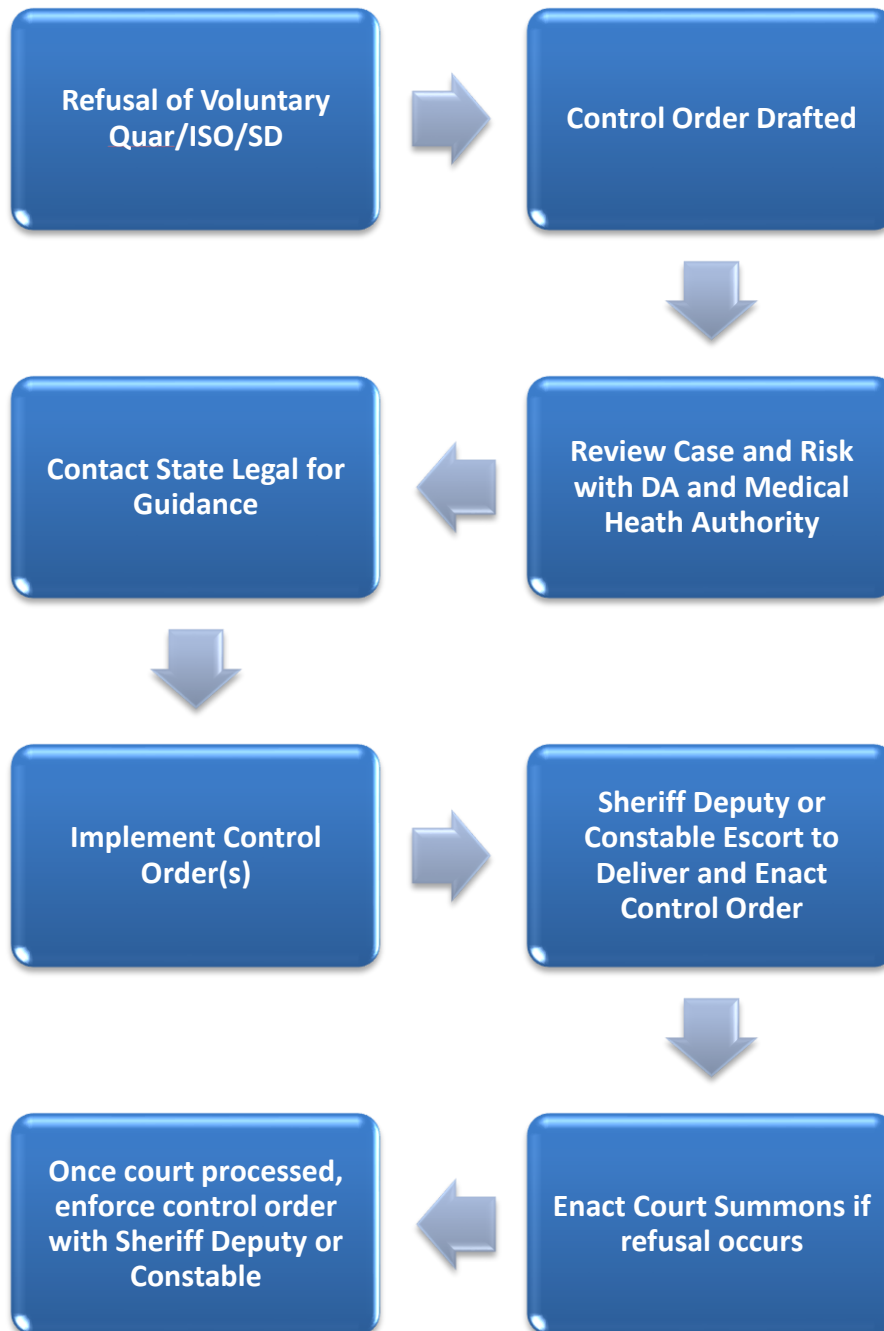 Refusal of Voluntary
Quar/ISO/SD
Control Order Drafted
Review Case and Risk
with DA and Medical
Heath Authority
Contact State Legal for
Guidance
Implement Control
Order(s)
Sheriff Deputy or
Constable Escort to
Deliver and Enact
Control Order
Enact Court Summons if
refusal occurs
Once court processed,
enforce control order
with Sheriff Deputy or
Constable